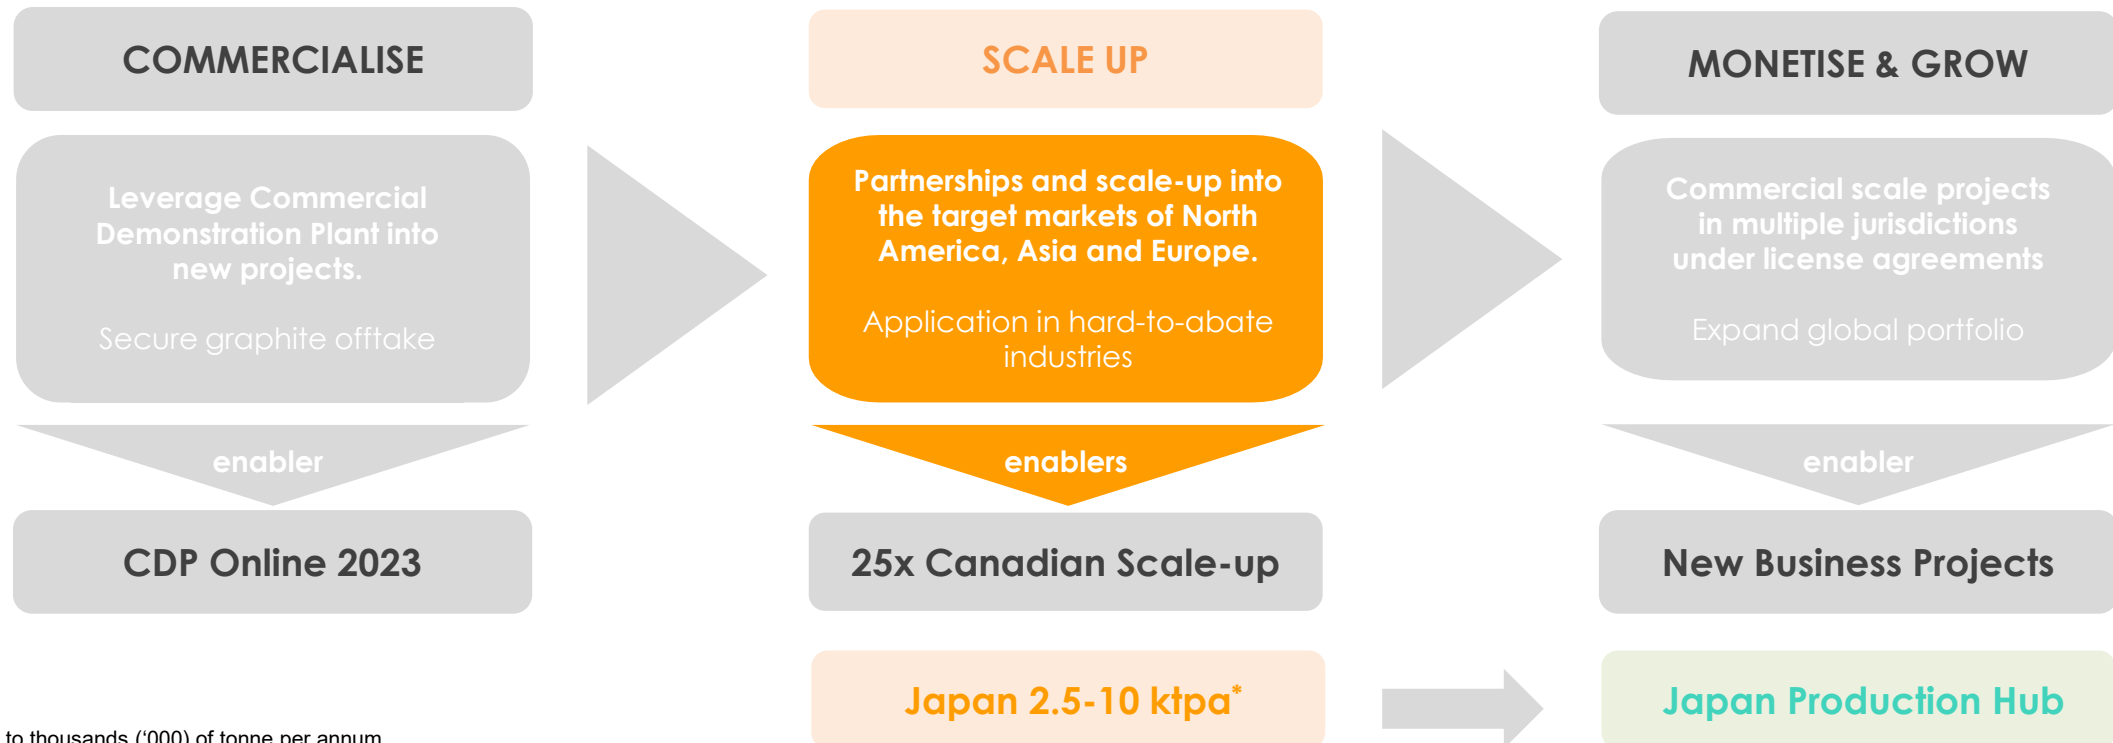 COMMERCIALISE
Leverage Commercial
Demonstration Plant into
new projects.
Secure graphite offtake
enabler
CDP Online 2023
SCALE UP
Partnerships and scale-up into
the target markets of North
America, Asia and Europe.
Application in hard-to-abate
industries
enablers
25x Canadian Scale-up
Japan 2.5-10 ktpa*
MONETISE & GROW
Commercial scale projects
in multiple jurisdictions
under license agreements
Expand global portfolio
enabler
New Business Projects
Japan Production Hub
to thousands (‘000) of tonne per annum